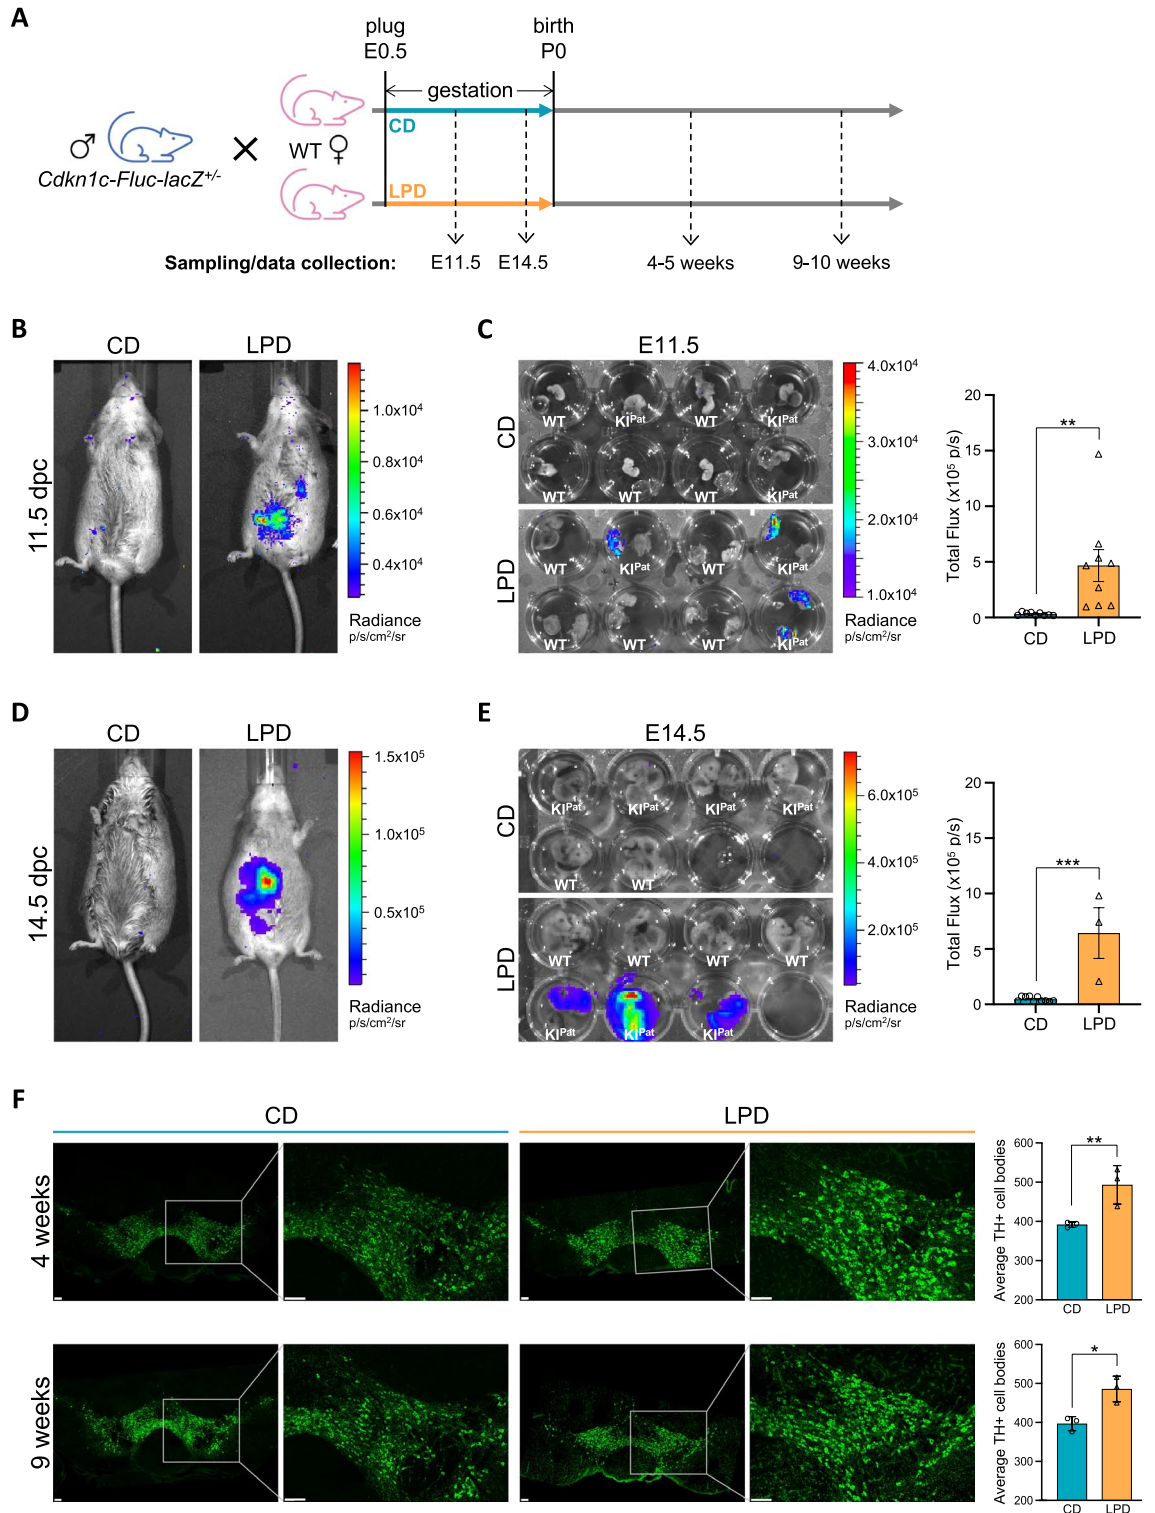 A
plug
E0.5
birth
P0
gestation
CD
♂
WT ♀
Cdkn1c-Fluc-lacZ+/-
LPD
Sampling/data collection:
E11.5
E14.5
4-5 weeks
9-10 weeks
B
CD
LPD
11.5 dpc
1.0x10⁴
0.8x10⁴
0.6x10⁴
0.4x10⁴
Radiance
p/s/cm²/sr
C
E11.5
CD
WT
KIPat
WT
KIPat
WT
WT
WT
KIPat
LPD
WT
KIPat
WT
KIPat
WT
WT
WT
KIPat
4.0x10⁴
3.0x10⁴
2.0x10⁴
1.0x10⁴
Radiance
p/s/cm²/sr
Total Flux (x10⁵ p/s)
20
15
10
5
0
**
CD
LPD
D
CD
LPD
14.5 dpc
1.5x10⁵
1.0x10⁵
0.5x10⁵
Radiance
p/s/cm²/sr
E
E14.5
CD
KIPat
KIPat
KIPat
KIPat
WT
WT
LPD
WT
WT
WT
WT
KIPat
KIPat
KIPat
6.0x10⁵
4.0x10⁵
2.0x10⁵
Radiance
p/s/cm²/sr
Total Flux (x10⁵ p/s)
20
15
10
5
0
***
CD
LPD
F
CD
LPD
4 weeks
Average TH+ cell bodies
600
500
400
300
200
**
CD
LPD
9 weeks
Average TH+ cell bodies
600
500
400
300
200
*
CD
LPD